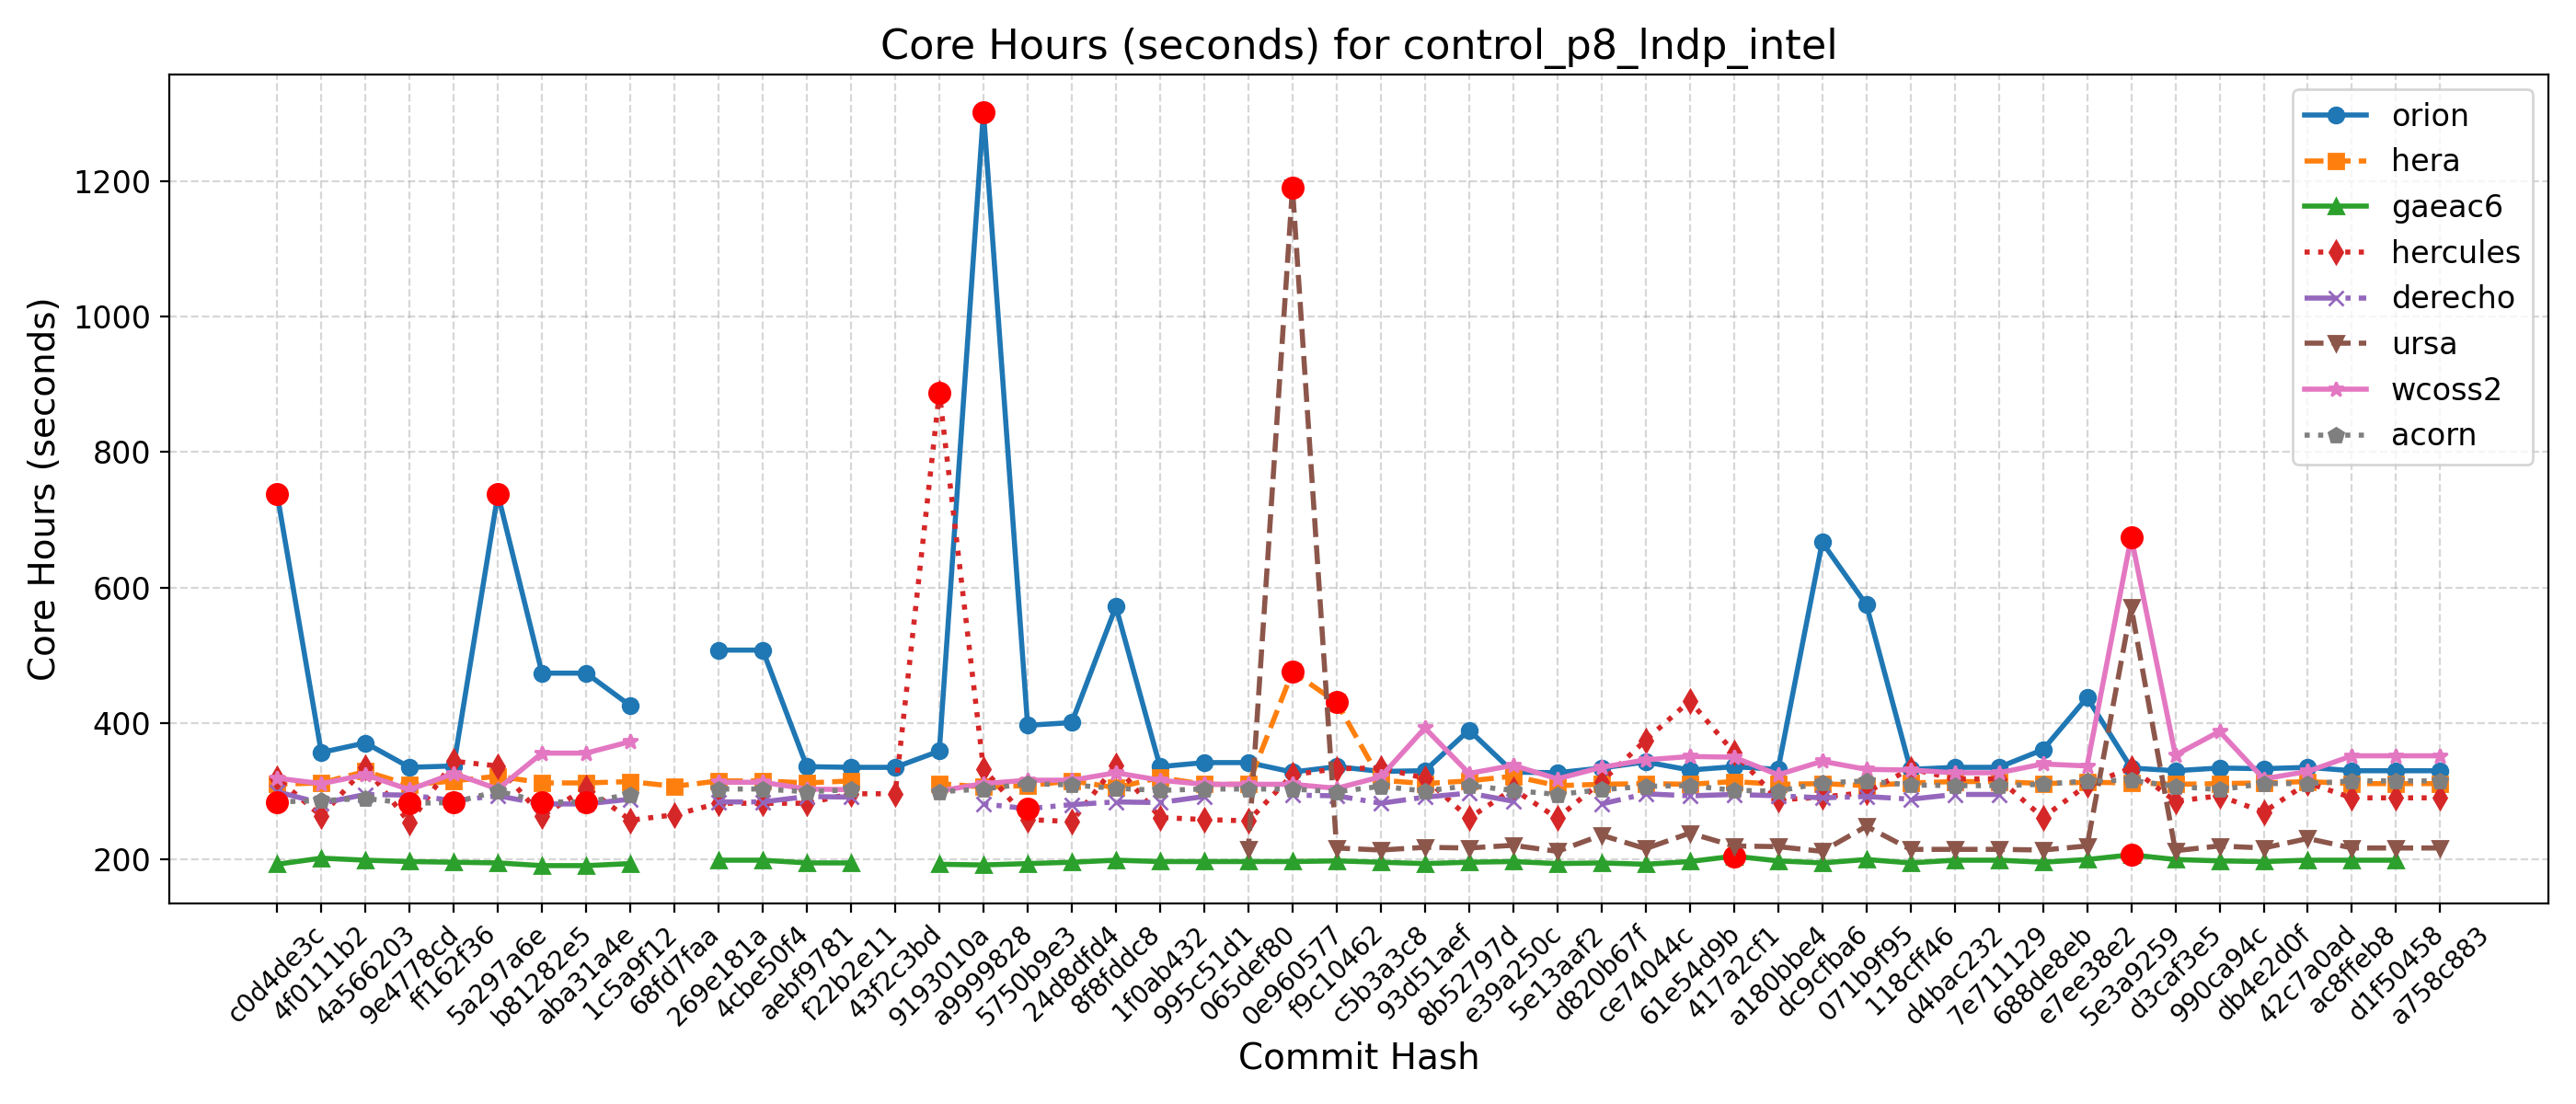 Core Hours (seconds) for control_p8_lndp_intel
Core Hours (seconds)
1200
1000
800
600
400
200
orion
hera
gaeac6
hercules
derecho
ursa
wcoss2
acorn
c0d4de3c
4f0111b2
4a566203
9e4778cd
ff162f36
5a297a6e
b81282e5
aba31a4e
1c5a9f12
68fd7faa
269e181a
4cbe50f4
aebf9781
f22b2e11
43f2c3bd
9193010a
a9999828
5750b9e3
24d8dfd4
8f8fddc8
1f0ab432
995c51d1
065def80
0e960577
f9c10462
c5b3a3c8
93d51aef
8b52797d
e39a250c
5e13aaf2
d820b67f
ce74044c
61e54d9b
417a2cf1
a180bbe4
dc9cfba6
071b9f95
118cff46
d4bac232
7e711129
688de8eb
e7ee38e2
5e3a9259
d3caf3e5
990ca94c
db4e2d0f
42c7a0ad
ac8ffeb8
d1f50458
a758c883
Commit Hash